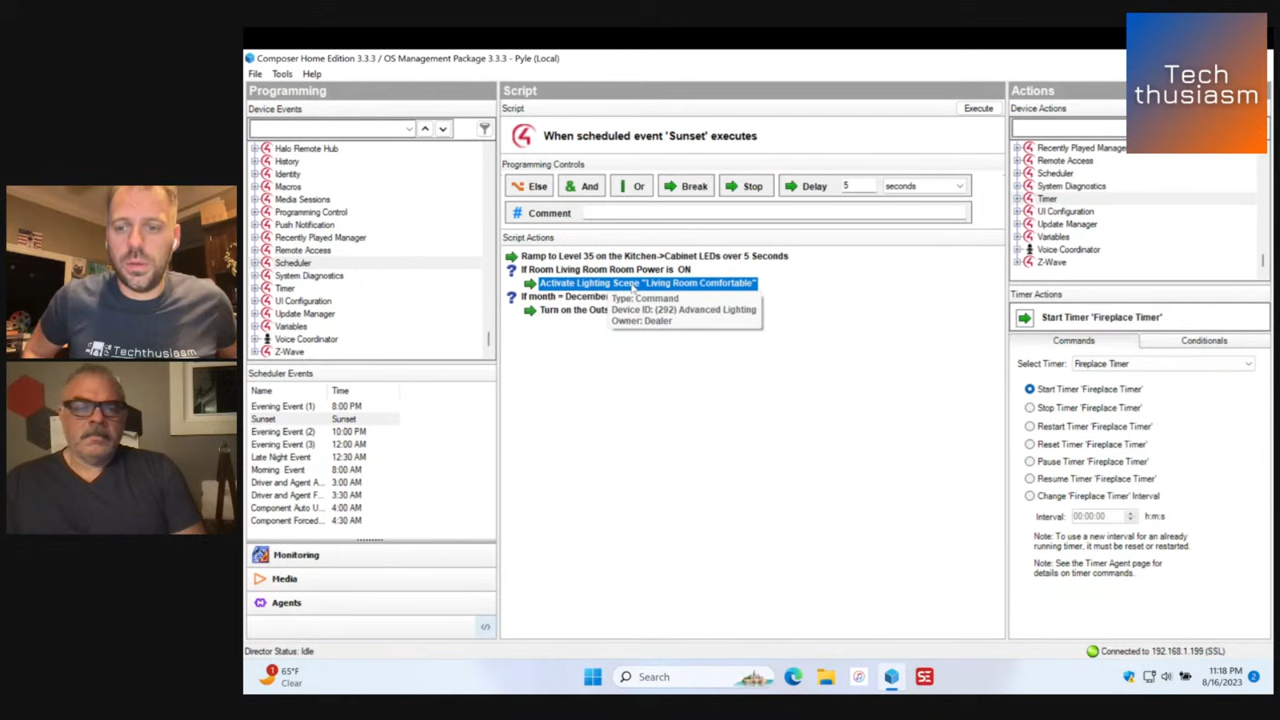 Composer Home Edition 3.3.3 / OS Management Package 3.3.3 - Pyle (Local)
File Tools Help
Programming
Device Events
Halo Remote Hub
History
Identity
Macros
Media Sessions
Programming Control
Push Notification
Recently Played Manager
Remote Access
Scheduler
System Diagnostics
Timer
UI Configuration
Update Manager
Variables
Voice Coordinator
Z-Wave
Scheduler Events
Name Time
Evening Event (1) 8:00 PM
Sunset Sunset
Evening Event (2) 10:00 PM
Evening Event (3) 12:00 AM
Late Night Event 12:30 AM
Morning Event 8:00 AM
Driver and Agent A... 3:00 AM
Driver and Agent F... 3:30 AM
Component Auto U... 4:00 AM
Component Forced... 4:30 AM
Monitoring
Media
Agents
Director Status: Idle
Script
Script Execute
When scheduled event 'Sunset' executes
Programming Controls
Else And Or Break Stop Delay 5 seconds
# Comment
Script Actions
Ramp to Level 35 on the Kitchen->Cabinet LEDs over 5 Seconds
? If Room Living Room Room Power is ON
Activate Lighting Scene "Living Room Comfortable"
? If month = December
Turn on the Outs
Type: Command
Device ID: (292) Advanced Lighting
Owner: Dealer
Actions
Device Actions
Recently Played Manager
Remote Access
Scheduler
System Diagnostics
Timer
UI Configuration
Update Manager
Variables
Voice Coordinator
Z-Wave
Timer Actions
Start Timer 'Fireplace Timer'
Commands Conditionals
Select Timer: Fireplace Timer
Start Timer 'Fireplace Timer'
Stop Timer 'Fireplace Timer'
Restart Timer 'Fireplace Timer'
Reset Timer 'Fireplace Timer'
Pause Timer 'Fireplace Timer'
Resume Timer 'Fireplace Timer'
Change 'Fireplace Timer' Interval
Interval: 00:00:00 h:m:s
Note: To use a new interval for an already
running timer, it must be reset or restarted.
Note: See the Timer Agent page for
details on timer commands.
Connected to 192.168.1.199 (SSL)
1
65°F
Clear
Search
SE
11:18 PM
8/16/2023
2
Tech
thusiasm
Techthusiasm